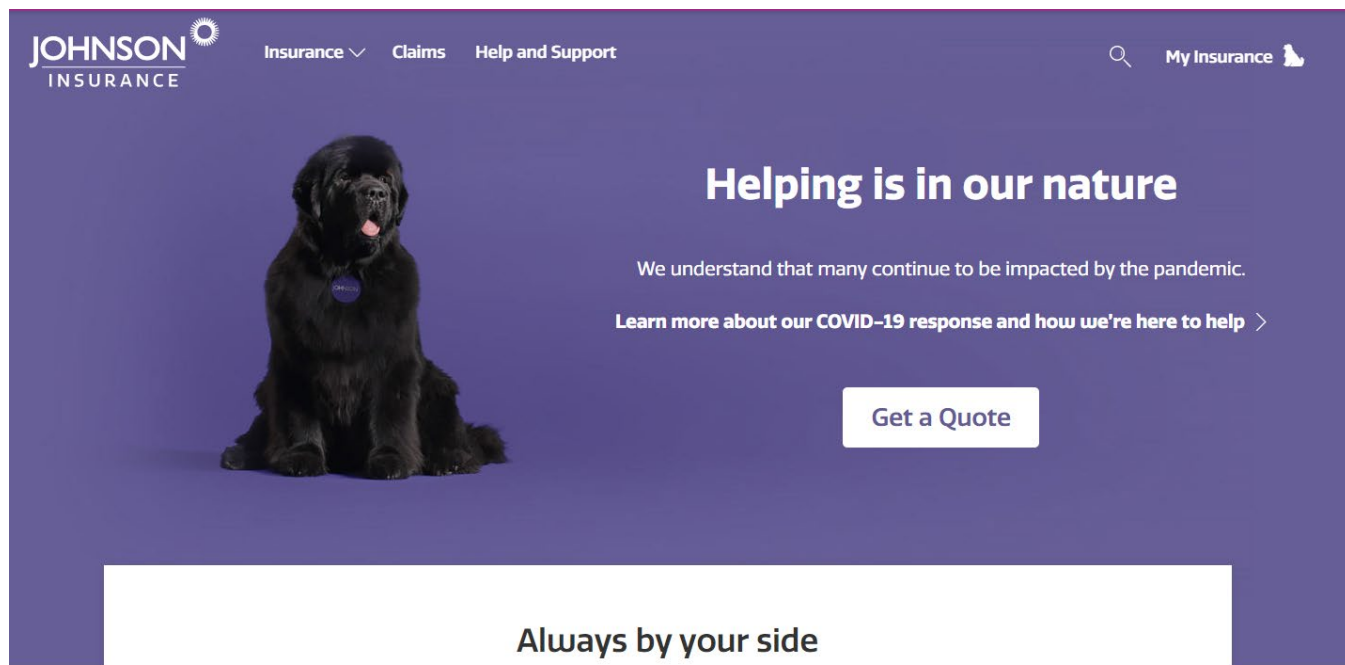 JOHNSON
INSURANCE
Insurance
Claims
Help and Support
My Insurance
Helping is in our nature
We understand that many continue to be impacted by the pandemic.
Learn more about our COVID-19 response and how we're here to help
Get a Quote
JOHNSON
Always by your side